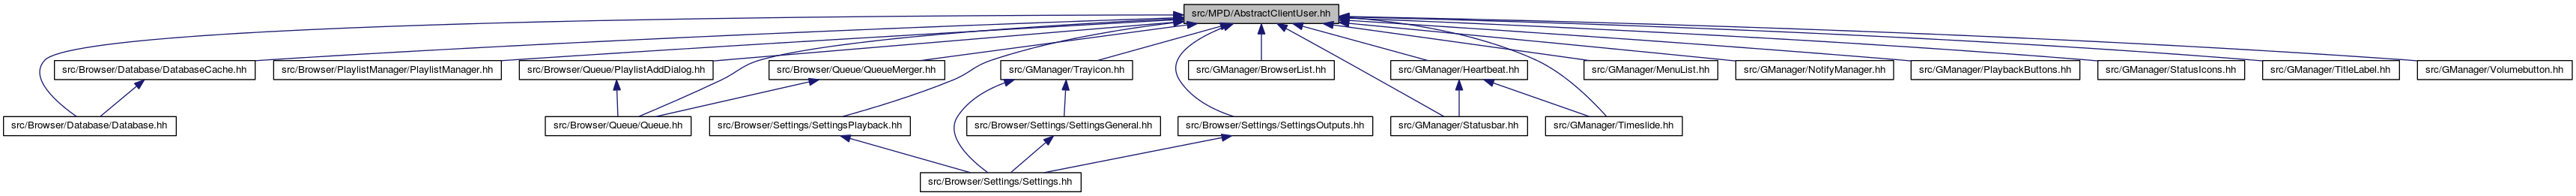 src/MPD/AbstractClientUser.hh
src/Browser/Database/DatabaseCache.hh
src/Browser/PlaylistManager/PlaylistManager.hh
src/Browser/Queue/PlaylistAddDialog.hh
src/Browser/Queue/QueueMerger.hh
src/GManager/Trayicon.hh
src/GManager/BrowserList.hh
src/GManager/Heartbeat.hh
src/GManager/MenuList.hh
src/GManager/NotifyManager.hh
src/GManager/PlaybackButtons.hh
src/GManager/StatusIcons.hh
src/GManager/TitleLabel.hh
src/GManager/Volumebutton.hh
src/Browser/Database/Database.hh
src/Browser/Queue/Queue.hh
src/Browser/Settings/SettingsPlayback.hh
src/Browser/Settings/SettingsGeneral.hh
src/Browser/Settings/SettingsOutputs.hh
src/GManager/Statusbar.hh
src/GManager/Timeslide.hh
src/Browser/Settings/Settings.hh